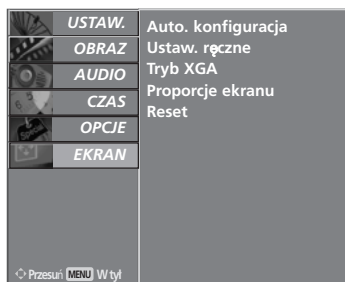 USTAW.
OBRAZ
AUDIO
CZAS
OPCJE
EKRAN
Auto. konfiguracja
Ustaw. ręczne
Tryb XGA
Proporcje ekranu
Reset
Przesuń MENU W tył